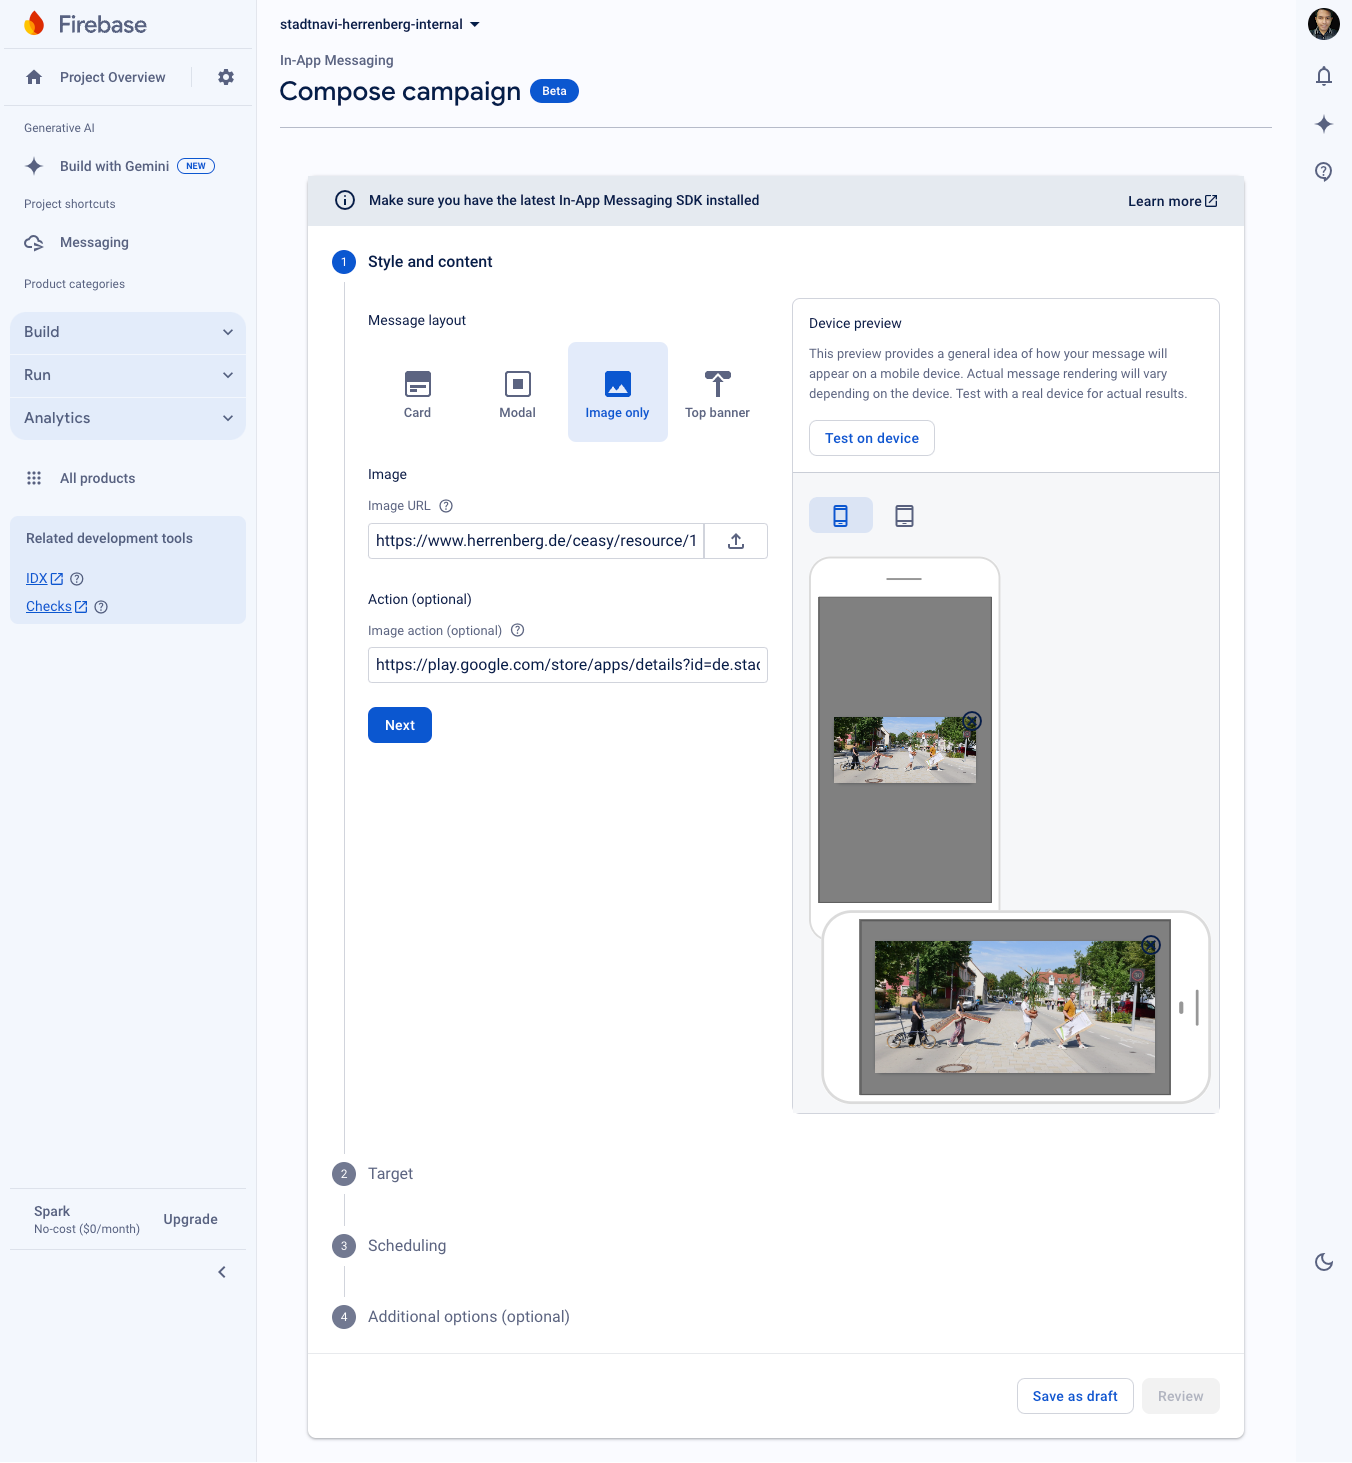 Firebase
Project Overview
Generative AI
Build with Gemini NEW
Project shortcuts
Messaging
Product categories
Build
Run
Analytics
All products
Related development tools
IDX
Checks
Spark
No-cost ($0/month)
Upgrade
stadtnavi-herrenberg-internal
In-App Messaging
Compose campaign Beta
Make sure you have the latest In-App Messaging SDK installed
Learn more
1 Style and content
Message layout
Card
Modal
Image only
Top banner
Image
Image URL
https://www.herrenberg.de/ceasy/resource/1
Action (optional)
Image action (optional)
https://play.google.com/store/apps/details?id=de.stad
Next
Device preview
This preview provides a general idea of how your message will
appear on a mobile device. Actual message rendering will vary
depending on the device. Test with a real device for actual results.
Test on device
2 Target
3 Scheduling
4 Additional options (optional)
Save as draft
Review